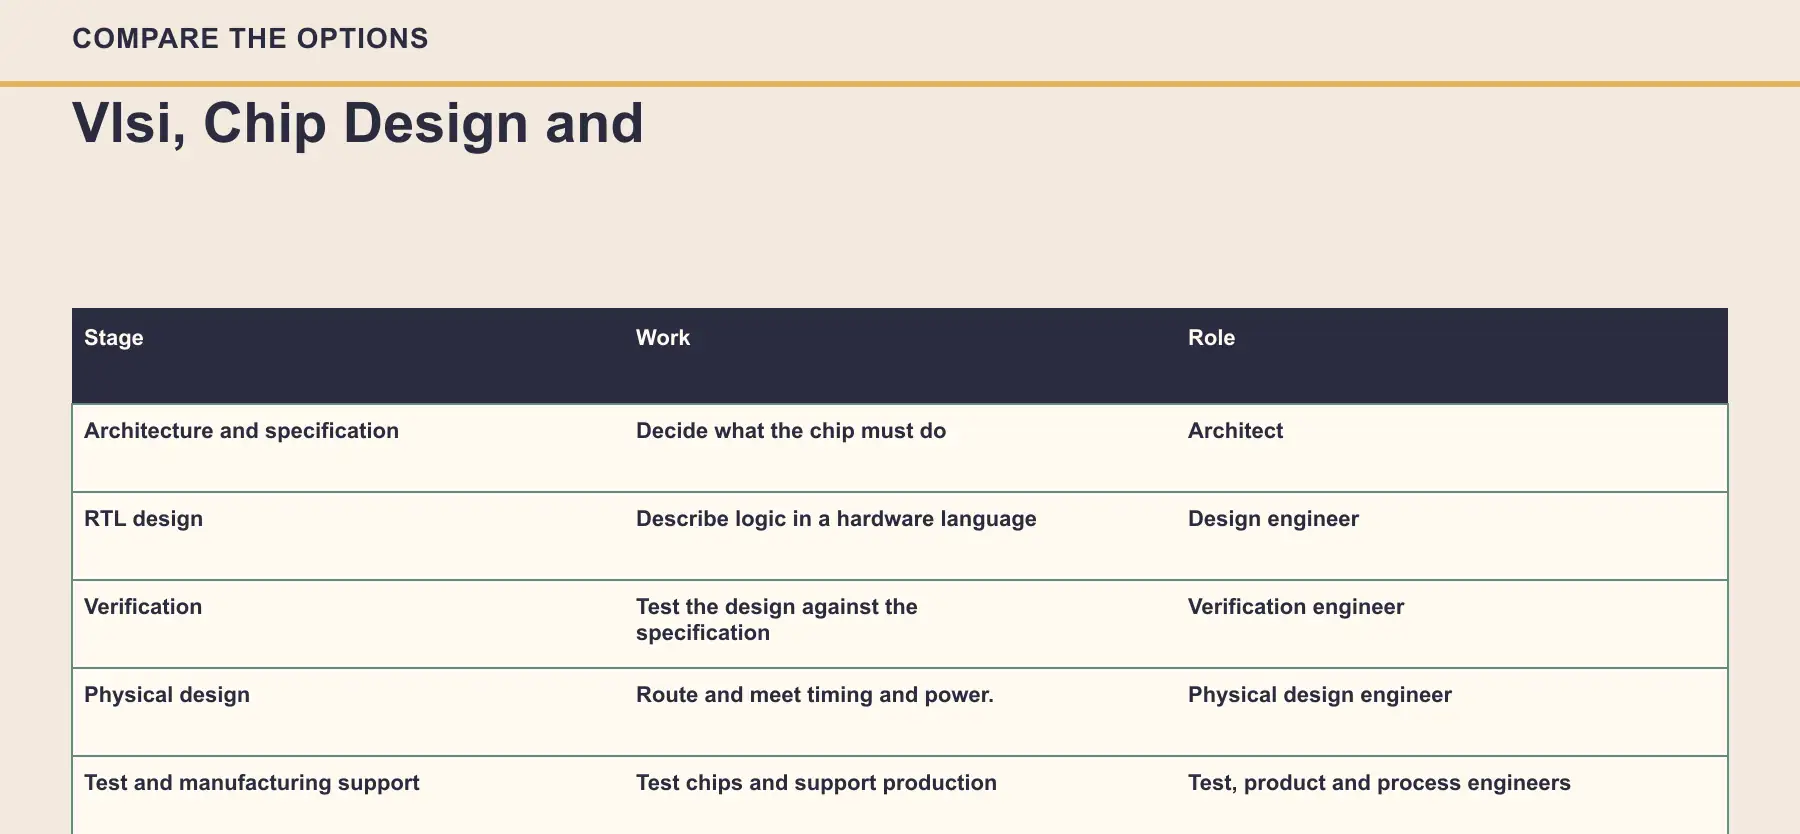 COMPARE THE OPTIONS
Vlsi, Chip Design and
Stage Work Role
Architecture and specification Decide what the chip must do Architect
RTL design Describe logic in a hardware language Design engineer
Verification Test the design against the specification Verification engineer
Physical design Route and meet timing and power. Physical design engineer
Test and manufacturing support Test chips and support production Test, product and process engineers